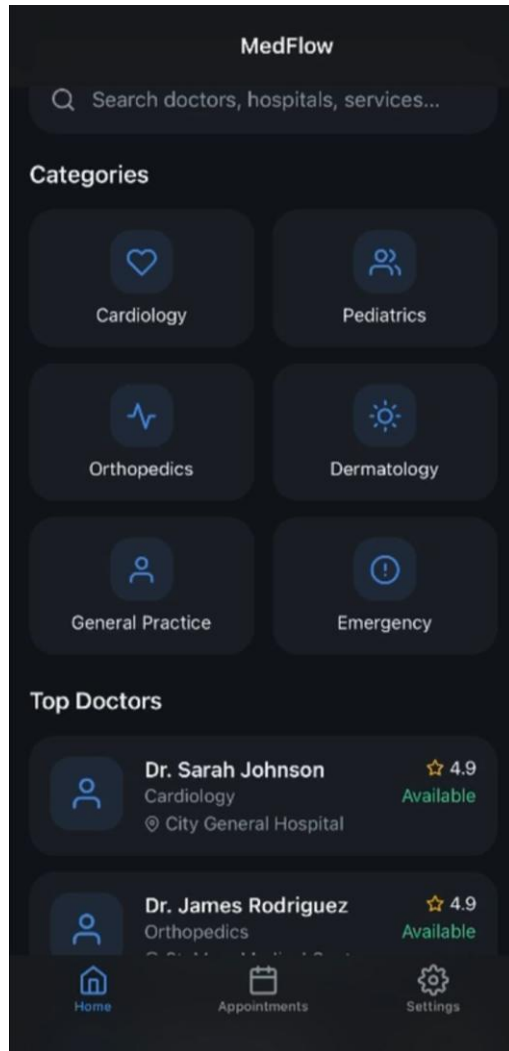 MedFlow
Search doctors, hospitals, services...
Categories
Cardiology
Pediatrics
Orthopedics
Dermatology
General Practice
Emergency
Top Doctors
Dr. Sarah Johnson
4.9
Cardiology
Available
City General Hospital
Dr. James Rodriguez
4.9
Orthopedics
Available
Home
Appointments
Settings